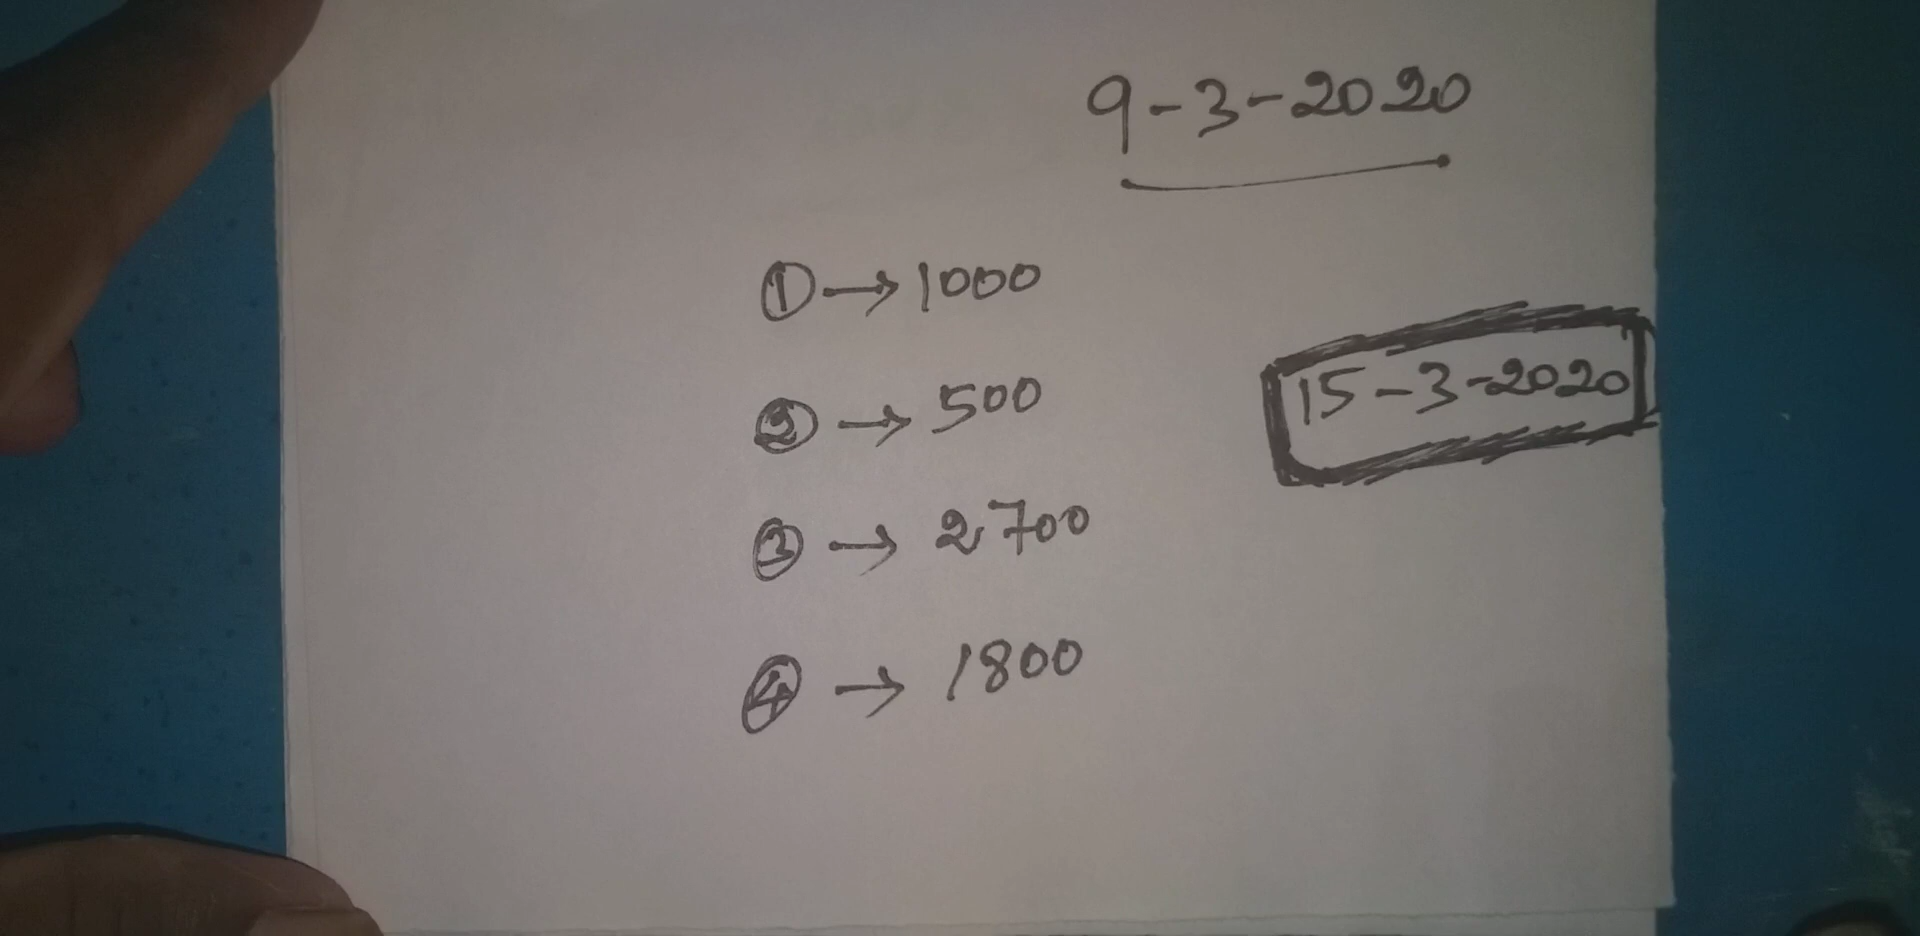 9-3-2020
① → 1000
② → 500
15-3-2020
③ → 2700
④ → 1800